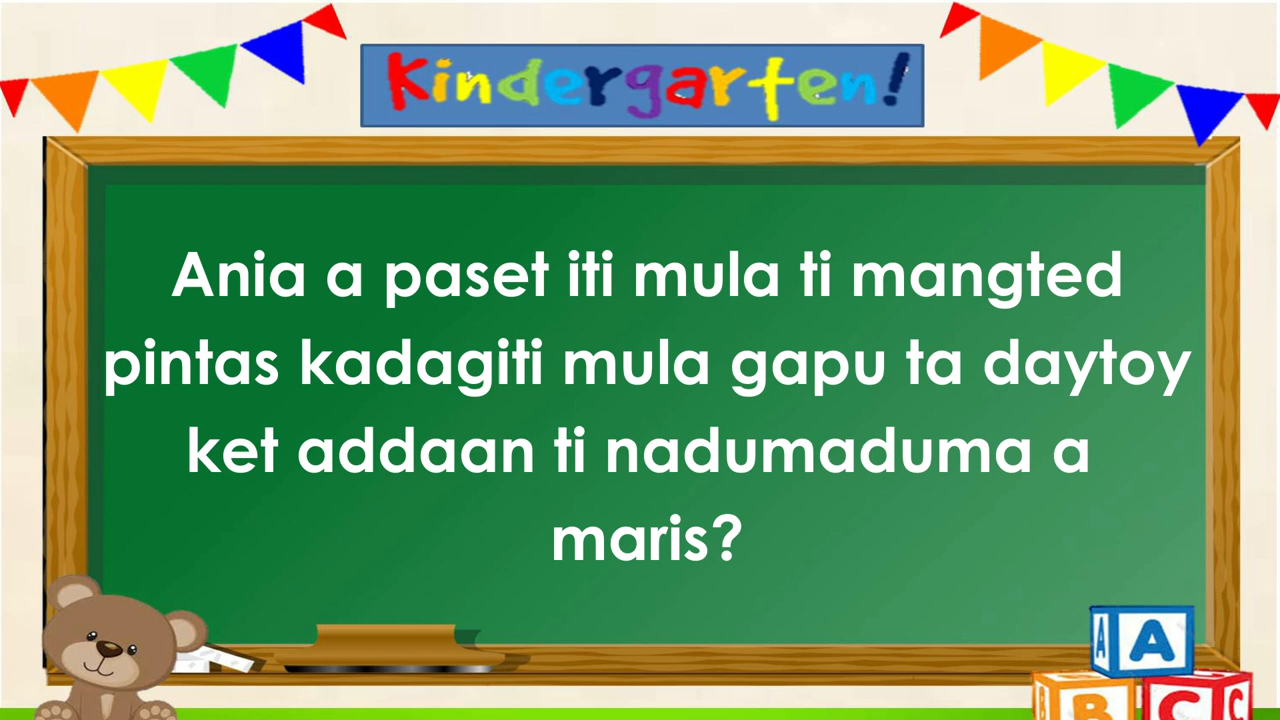 Kindergarten!
Ania a paset iti mula ti mangted
pintas kadagiti mula gapu ta daytoy
ket addaan ti nadumaduma a
maris?
A A
B C C